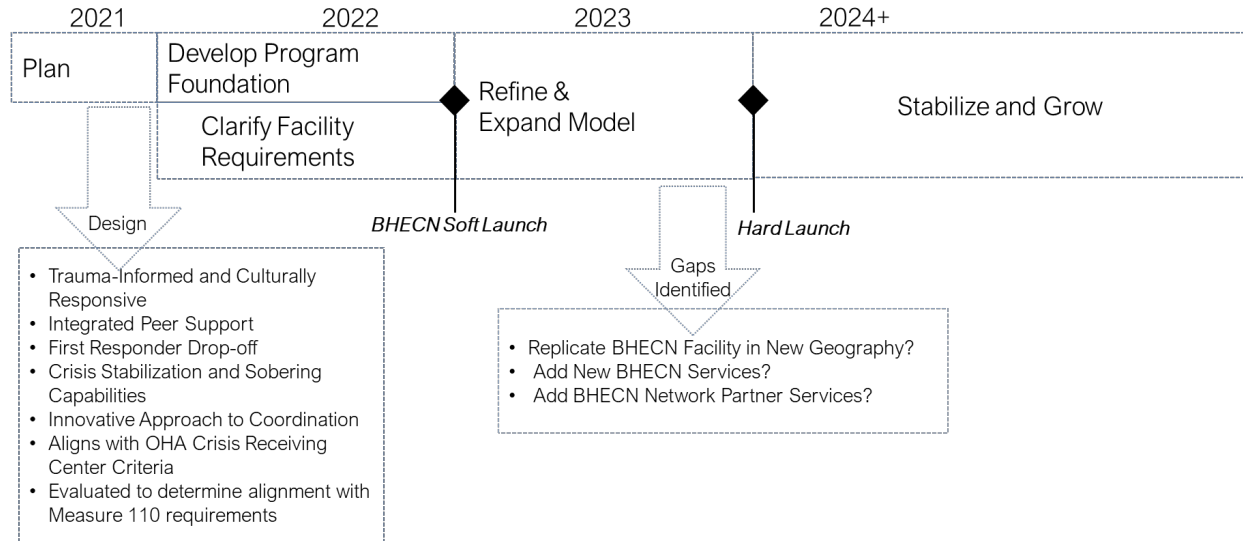 2021 2022 2023 2024+
Plan
Develop Program
Foundation
Clarify Facility
Requirements
Refine &
Expand Model
Stabilize and Grow
BHECN Soft Launch
Hard Launch
Design
• Trauma-Informed and Culturally
Responsive
• Integrated Peer Support
• First Responder Drop-off
• Crisis Stabilization and Sobering
Capabilities
• Innovative Approach to Coordination
• Aligns with OHA Crisis Receiving
Center Criteria
• Evaluated to determine alignment with
Measure 110 requirements
Gaps
Identified
• Replicate BHECN Facility in New Geography?
• Add New BHECN Services?
• Add BHECN Network Partner Services?